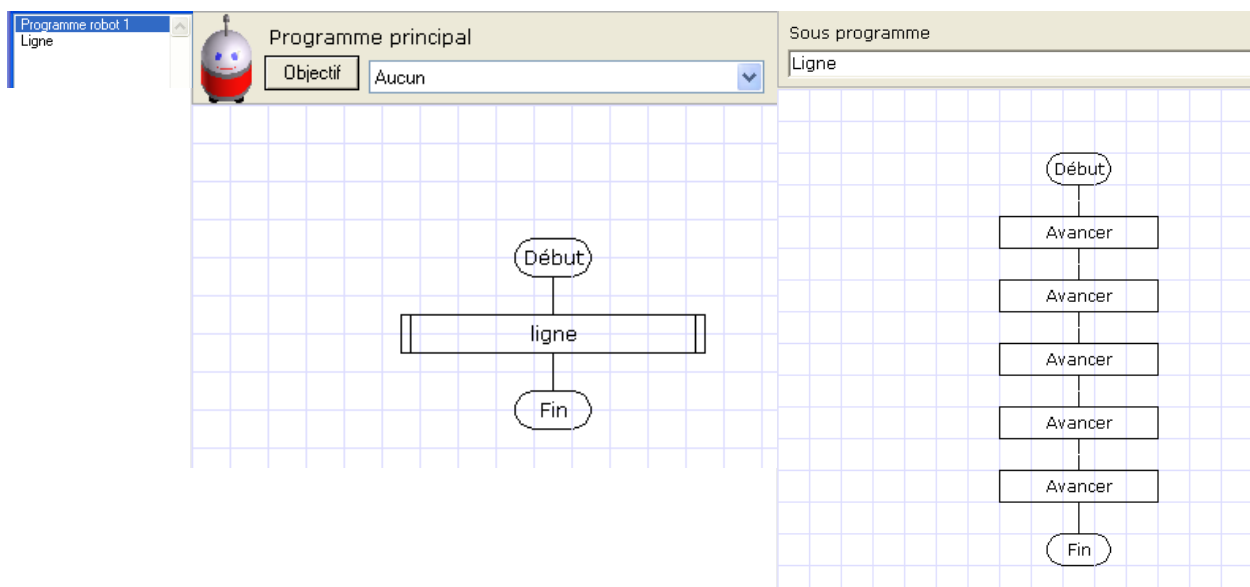 Programme robot 1
Ligne
Programme principal
Objectif
Aucun
Début
ligne
Fin
Sous programme
Ligne
Début
Avancer
Avancer
Avancer
Avancer
Avancer
Fin